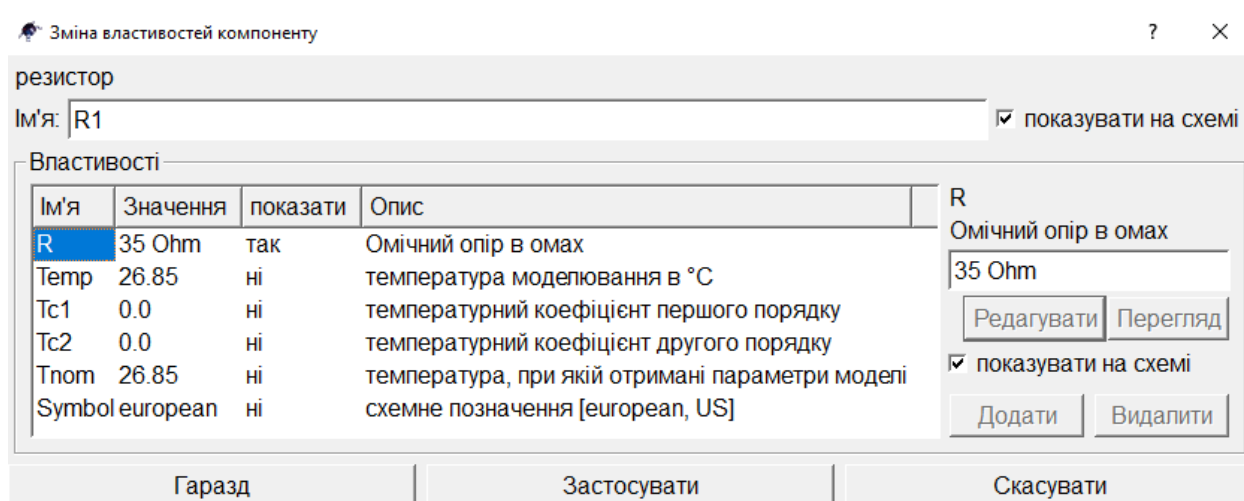 Зміна властивостей компоненту ? ×
резистор
Ім'я: R1 показувати на схемі
Властивості
Ім'я Значення показати Опис
R 35 Ohm так Омічний опір в омах
Temp 26.85 ні температура моделювання в °C
Tc1 0.0 ні температурний коефіцієнт першого порядку
Tc2 0.0 ні температурний коефіцієнт другого порядку
Tnom 26.85 ні температура, при якій отримані параметри моделі
Symbol european ні схемне позначення [european, US]
R
Омічний опір в омах
35 Ohm
Редагувати Перегляд
показувати на схемі
Додати Видалити
Гаразд Застосувати Скасувати